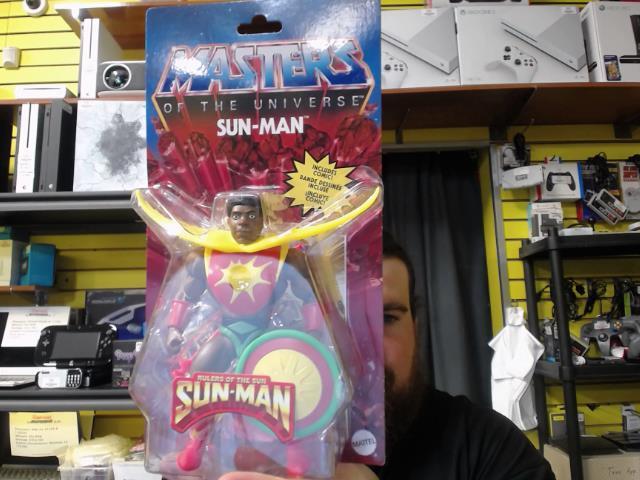 MASTERS
OF THE UNIVERSE
SUN-MAN
INCLUDES
COMIC!
BANDE DESSINÉE
INCLUSE
¡INCLUYE
COMIC!
RULERS OF THE SUN
SUN-MAN
MATTEL